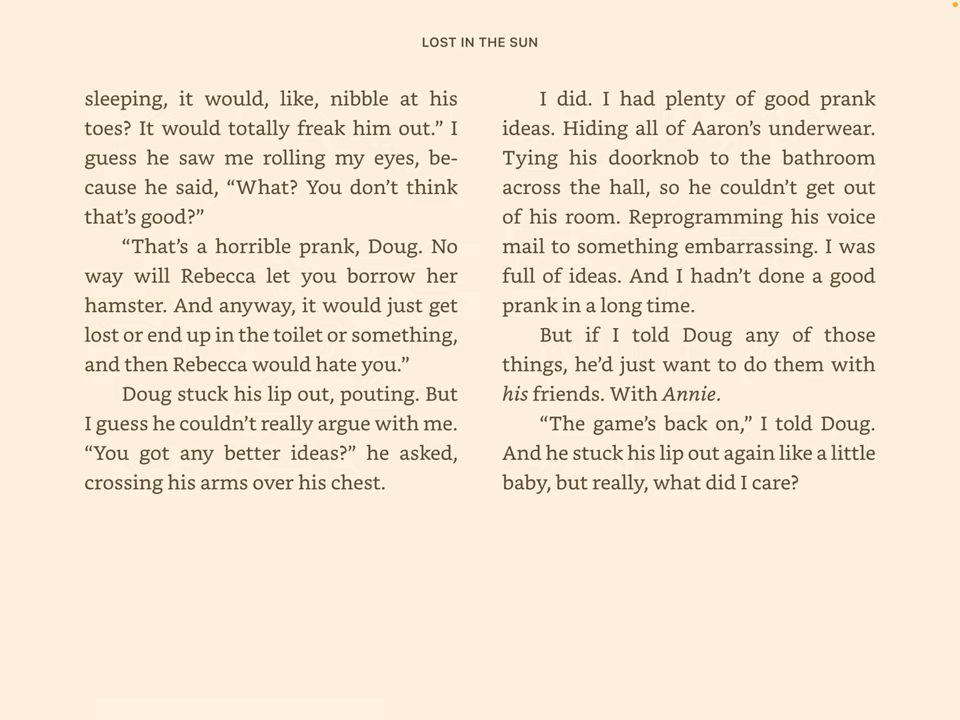 LOST IN THE SUN
sleeping, it would, like, nibble at his
toes? It would totally freak him out.” I
guess he saw me rolling my eyes, be-
cause he said, “What? You don’t think
that’s good?”
“That’s a horrible prank, Doug. No
way will Rebecca let you borrow her
hamster. And anyway, it would just get
lost or end up in the toilet or something,
and then Rebecca would hate you.”
Doug stuck his lip out, pouting. But
I guess he couldn’t really argue with me.
“You got any better ideas?” he asked,
crossing his arms over his chest.
I did. I had plenty of good prank
ideas. Hiding all of Aaron’s underwear.
Tying his doorknob to the bathroom
across the hall, so he couldn’t get out
of his room. Reprogramming his voice
mail to something embarrassing. I was
full of ideas. And I hadn’t done a good
prank in a long time.
But if I told Doug any of those
things, he’d just want to do them with
his friends. With Annie.
“The game’s back on,” I told Doug.
And he stuck his lip out again like a little
baby, but really, what did I care?